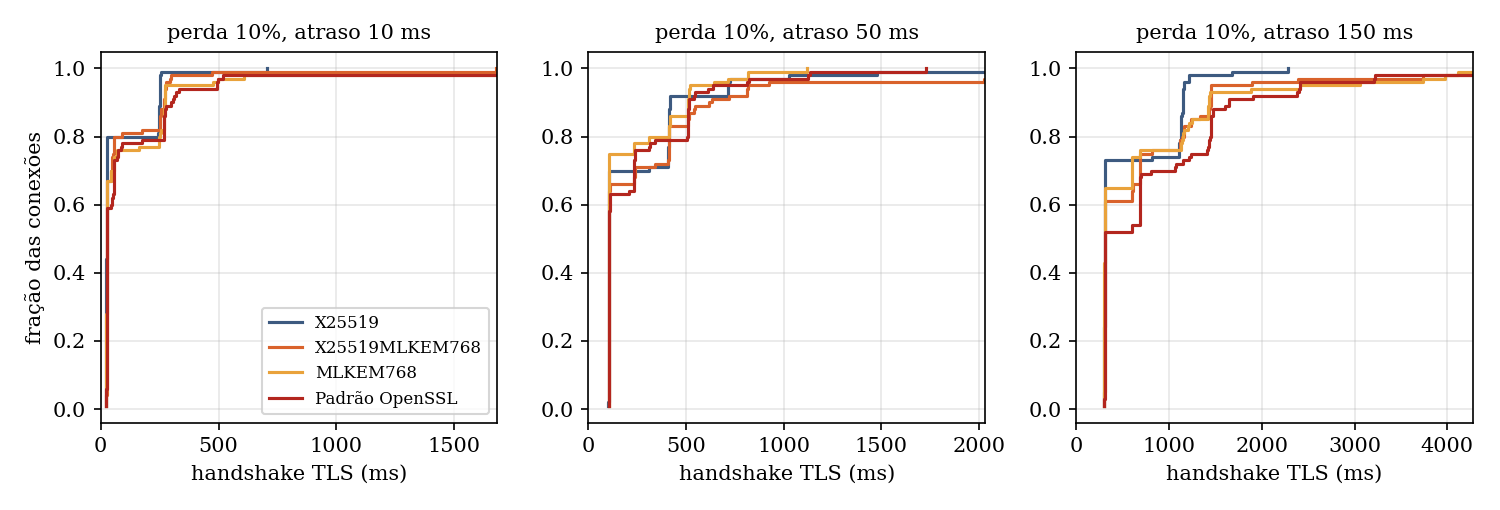 perda 10%, atraso 10 ms
perda 10%, atraso 50 ms
perda 10%, atraso 150 ms
fração das conexões
1.0
0.8
0.6
0.4
0.2
0.0
X25519
X25519MLKEM768
MLKEM768
Padrão OpenSSL
0 500 1000 1500
handshake TLS (ms)
1.0
0.8
0.6
0.4
0.2
0.0
0 500 1000 1500 2000
handshake TLS (ms)
1.0
0.8
0.6
0.4
0.2
0.0
0 1000 2000 3000 4000
handshake TLS (ms)